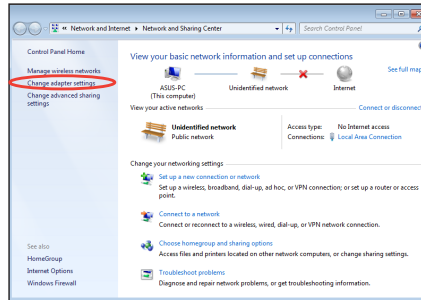 « Network and Internet ▸ Network and Sharing Center
Search Control Panel
Control Panel Home
Manage wireless networks
Change adapter settings
Change advanced sharing
settings
See also
HomeGroup
Internet Options
Windows Firewall
View your basic network information and set up connections
See full map
ASUS-PC
(This computer)
Unidentified network
Internet
View your active networks
Connect or disconnect
Unidentified network
Public network
Access type: No Internet access
Connections: Local Area Connection
Change your networking settings
Set up a new connection or network
Set up a wireless, broadband, dial-up, ad hoc, or VPN connection; or set up a router or access
point.
Connect to a network
Connect or reconnect to a wireless, wired, dial-up, or VPN network connection.
Choose homegroup and sharing options
Access files and printers located on other network computers, or change sharing settings.
Troubleshoot problems
Diagnose and repair network problems, or get troubleshooting information.